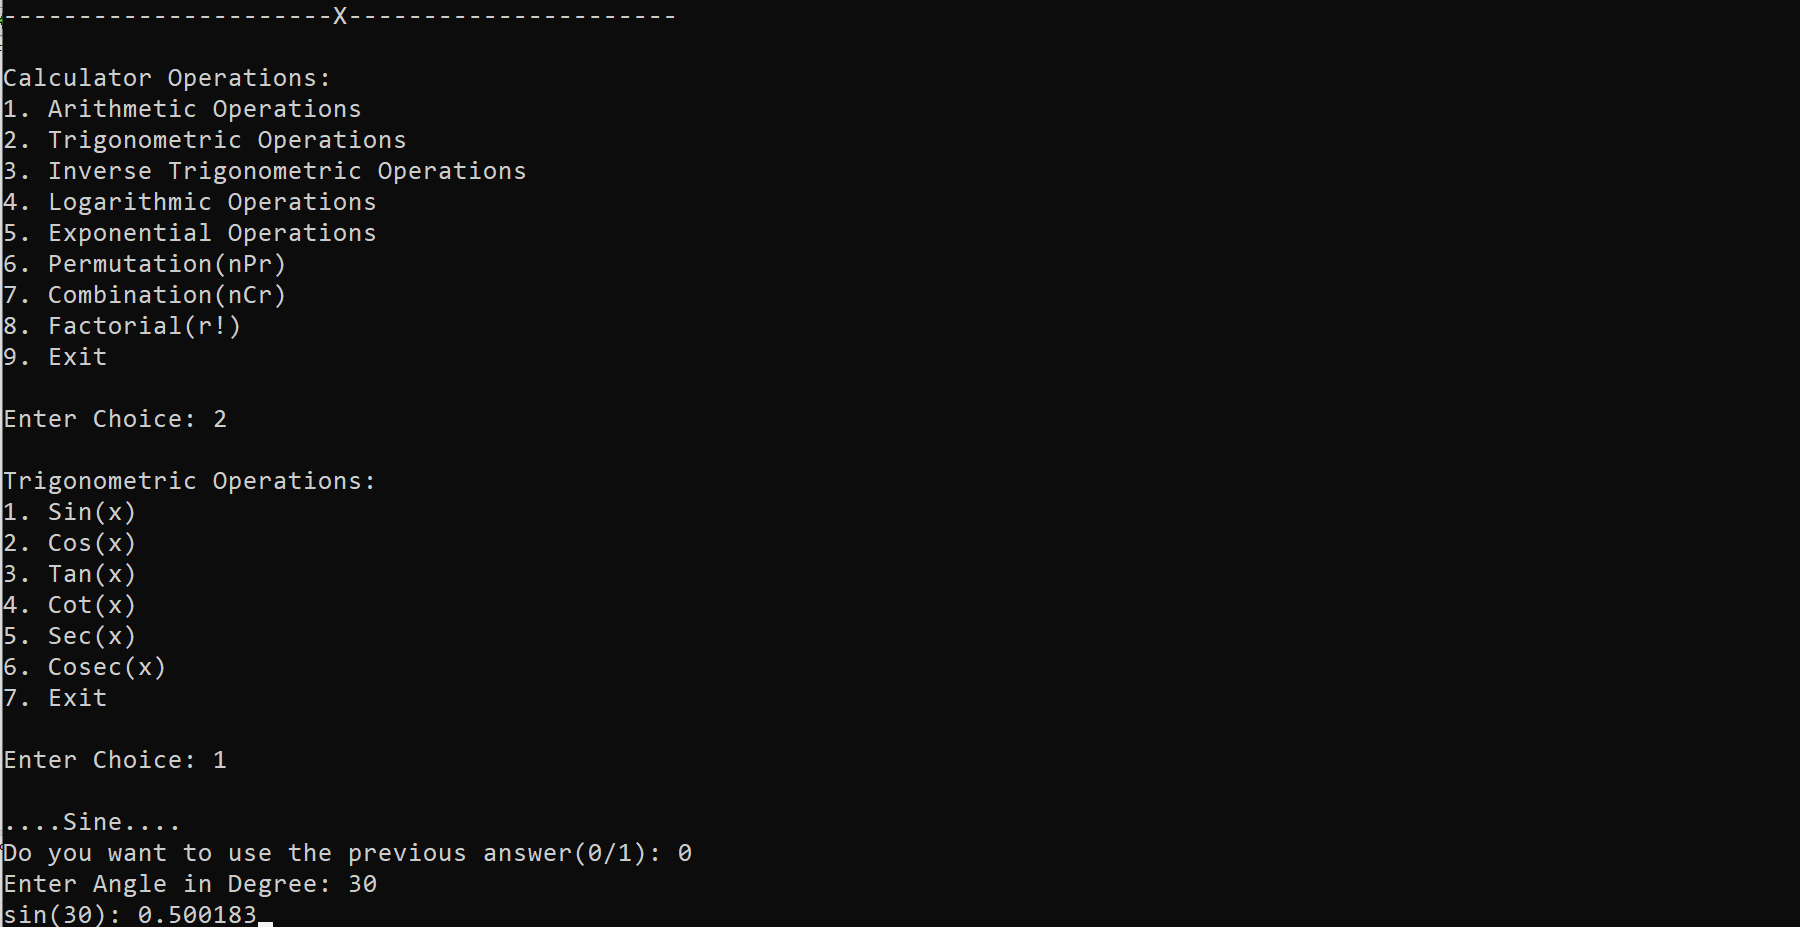 ----------------------X----------------------
Calculator Operations:
1. Arithmetic Operations
2. Trigonometric Operations
3. Inverse Trigonometric Operations
4. Logarithmic Operations
5. Exponential Operations
6. Permutation(nPr)
7. Combination(nCr)
8. Factorial(r!)
9. Exit
Enter Choice: 2
Trigonometric Operations:
1. Sin(x)
2. Cos(x)
3. Tan(x)
4. Cot(x)
5. Sec(x)
6. Cosec(x)
7. Exit
Enter Choice: 1
....Sine....
Do you want to use the previous answer(0/1): 0
Enter Angle in Degree: 30
sin(30): 0.500183